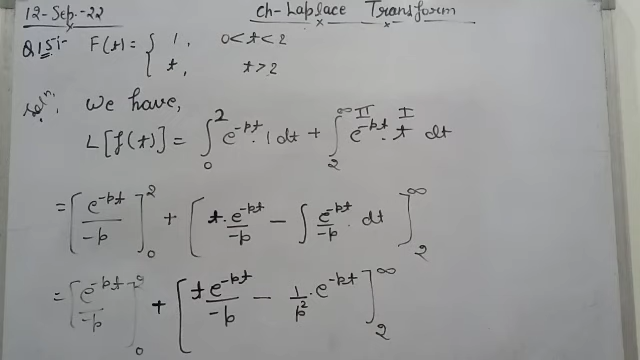 12-Sep.-22 Ch-Laplace Transform
Q15:- F(t) = { 1, 0<t<2
t, t>2
Solⁿ: We have,
L[f(t)] = ∫₀² e^{-pt}·1 dt + ∫₂^∞ e^{-pt} (II) · t (I) dt
= [e^{-pt}/-p]₀² + [t·e^{-pt}/-p - ∫ e^{-pt}/-p · dt]₂^∞
= [e^{-pt}/-p]₀² + [t e^{-pt}/-p - 1/p² · e^{-pt}]₂^∞